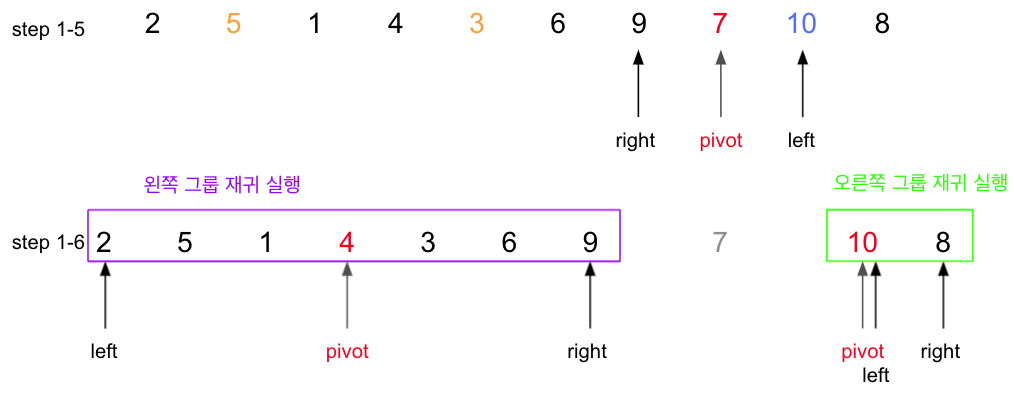 step 1-5 2 5 1 4 3 6 9 7 10 8
right pivot left
왼쪽 그룹 재귀 실행 오른쪽 그룹 재귀 실행
step 1-6 2 5 1 4 3 6 9 7 10 8
left pivot right pivot right
left